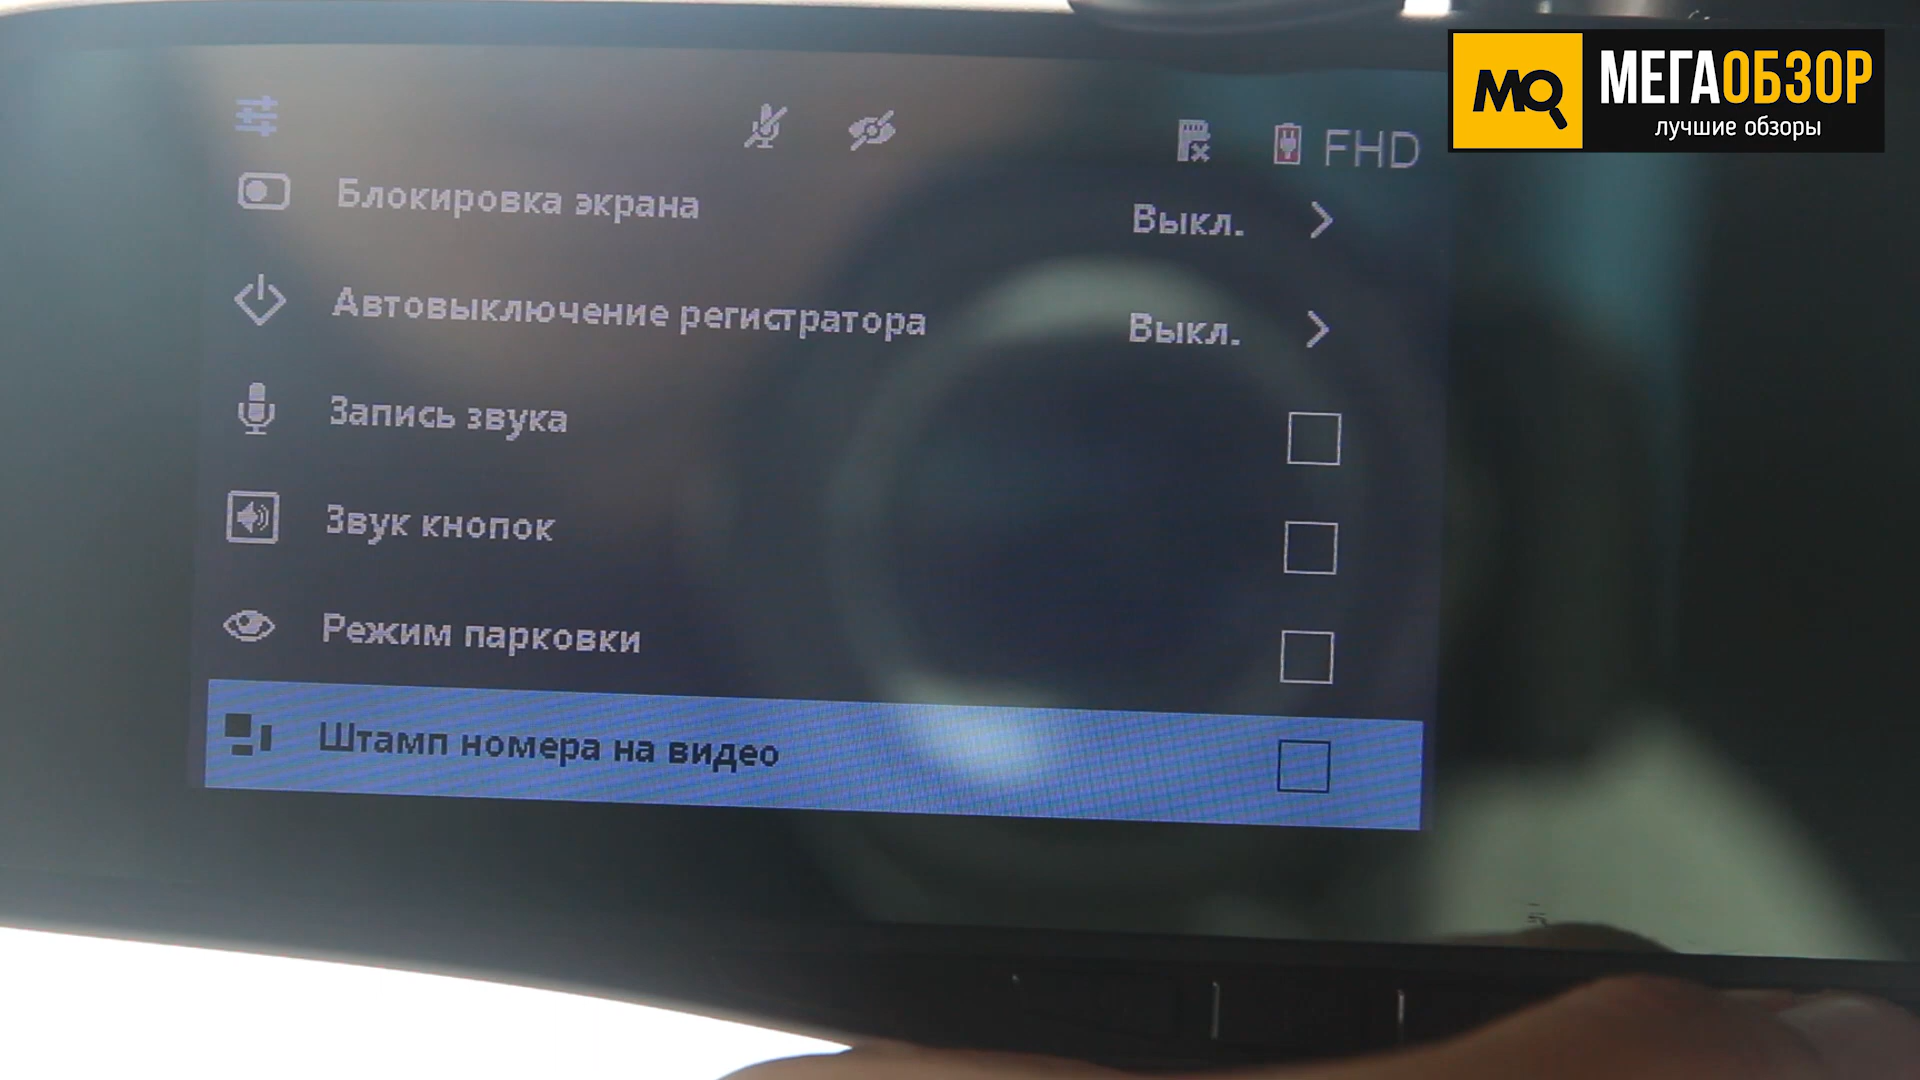 MO
МЕГАОБЗОР
лучшие обзоры
FHD
Блокировка экрана
Выкл.
Автовыключение регистратора
Выкл.
Запись звука
Звук кнопок
Режим парковки
Штамп номера на видео